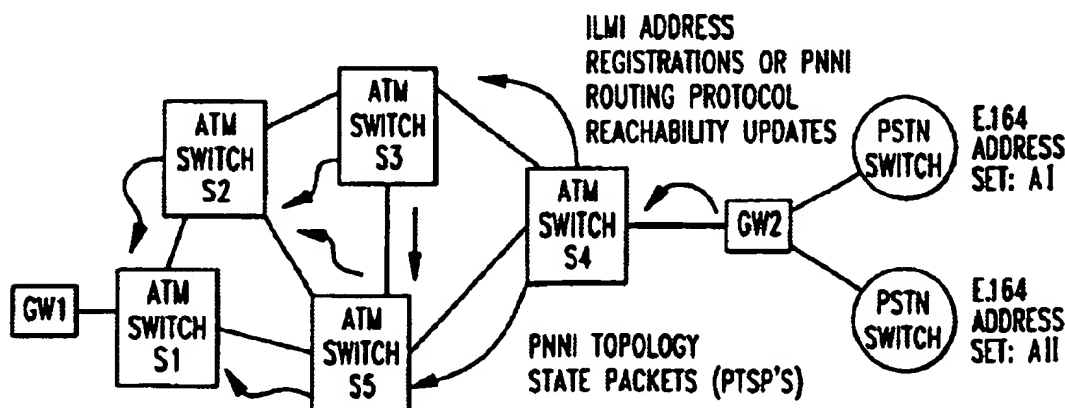 ILMI ADDRESS
REGISTRATIONS OR PNNI
ROUTING PROTOCOL
REACHABILITY UPDATES
ATM
SWITCH
S3
ATM
SWITCH
S2
PSTN
SWITCH
E.164
ADDRESS
SET: AI
ATM
SWITCH
S4
GW2
GW1
ATM
SWITCH
S1
ATM
SWITCH
S5
PNNI TOPOLOGY
STATE PACKETS (PTSP'S)
PSTN
SWITCH
E.164
ADDRESS
SET: AII